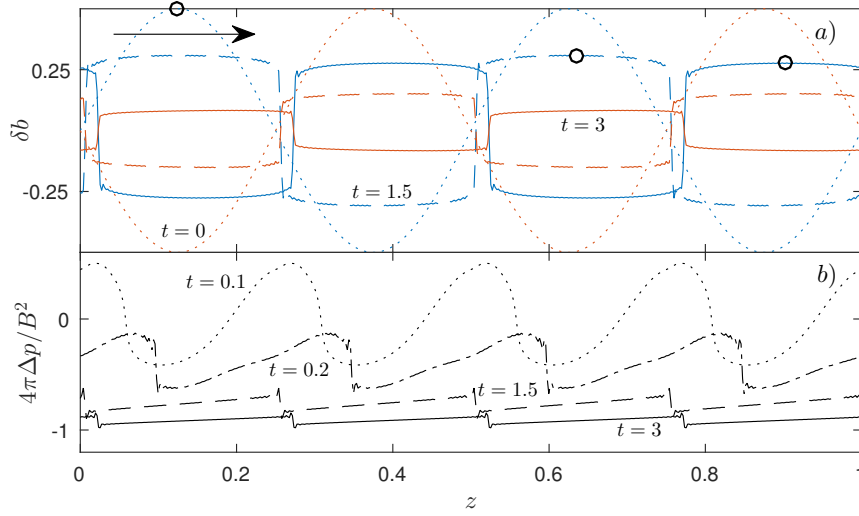 a)
0.25
δb
t = 3
-0.25
t = 1.5
t = 0
b)
t = 0.1
0
4πΔp/B²
t = 0.2
t = 1.5
-1
t = 3
0 0.2 0.4 0.6 0.8 1
z